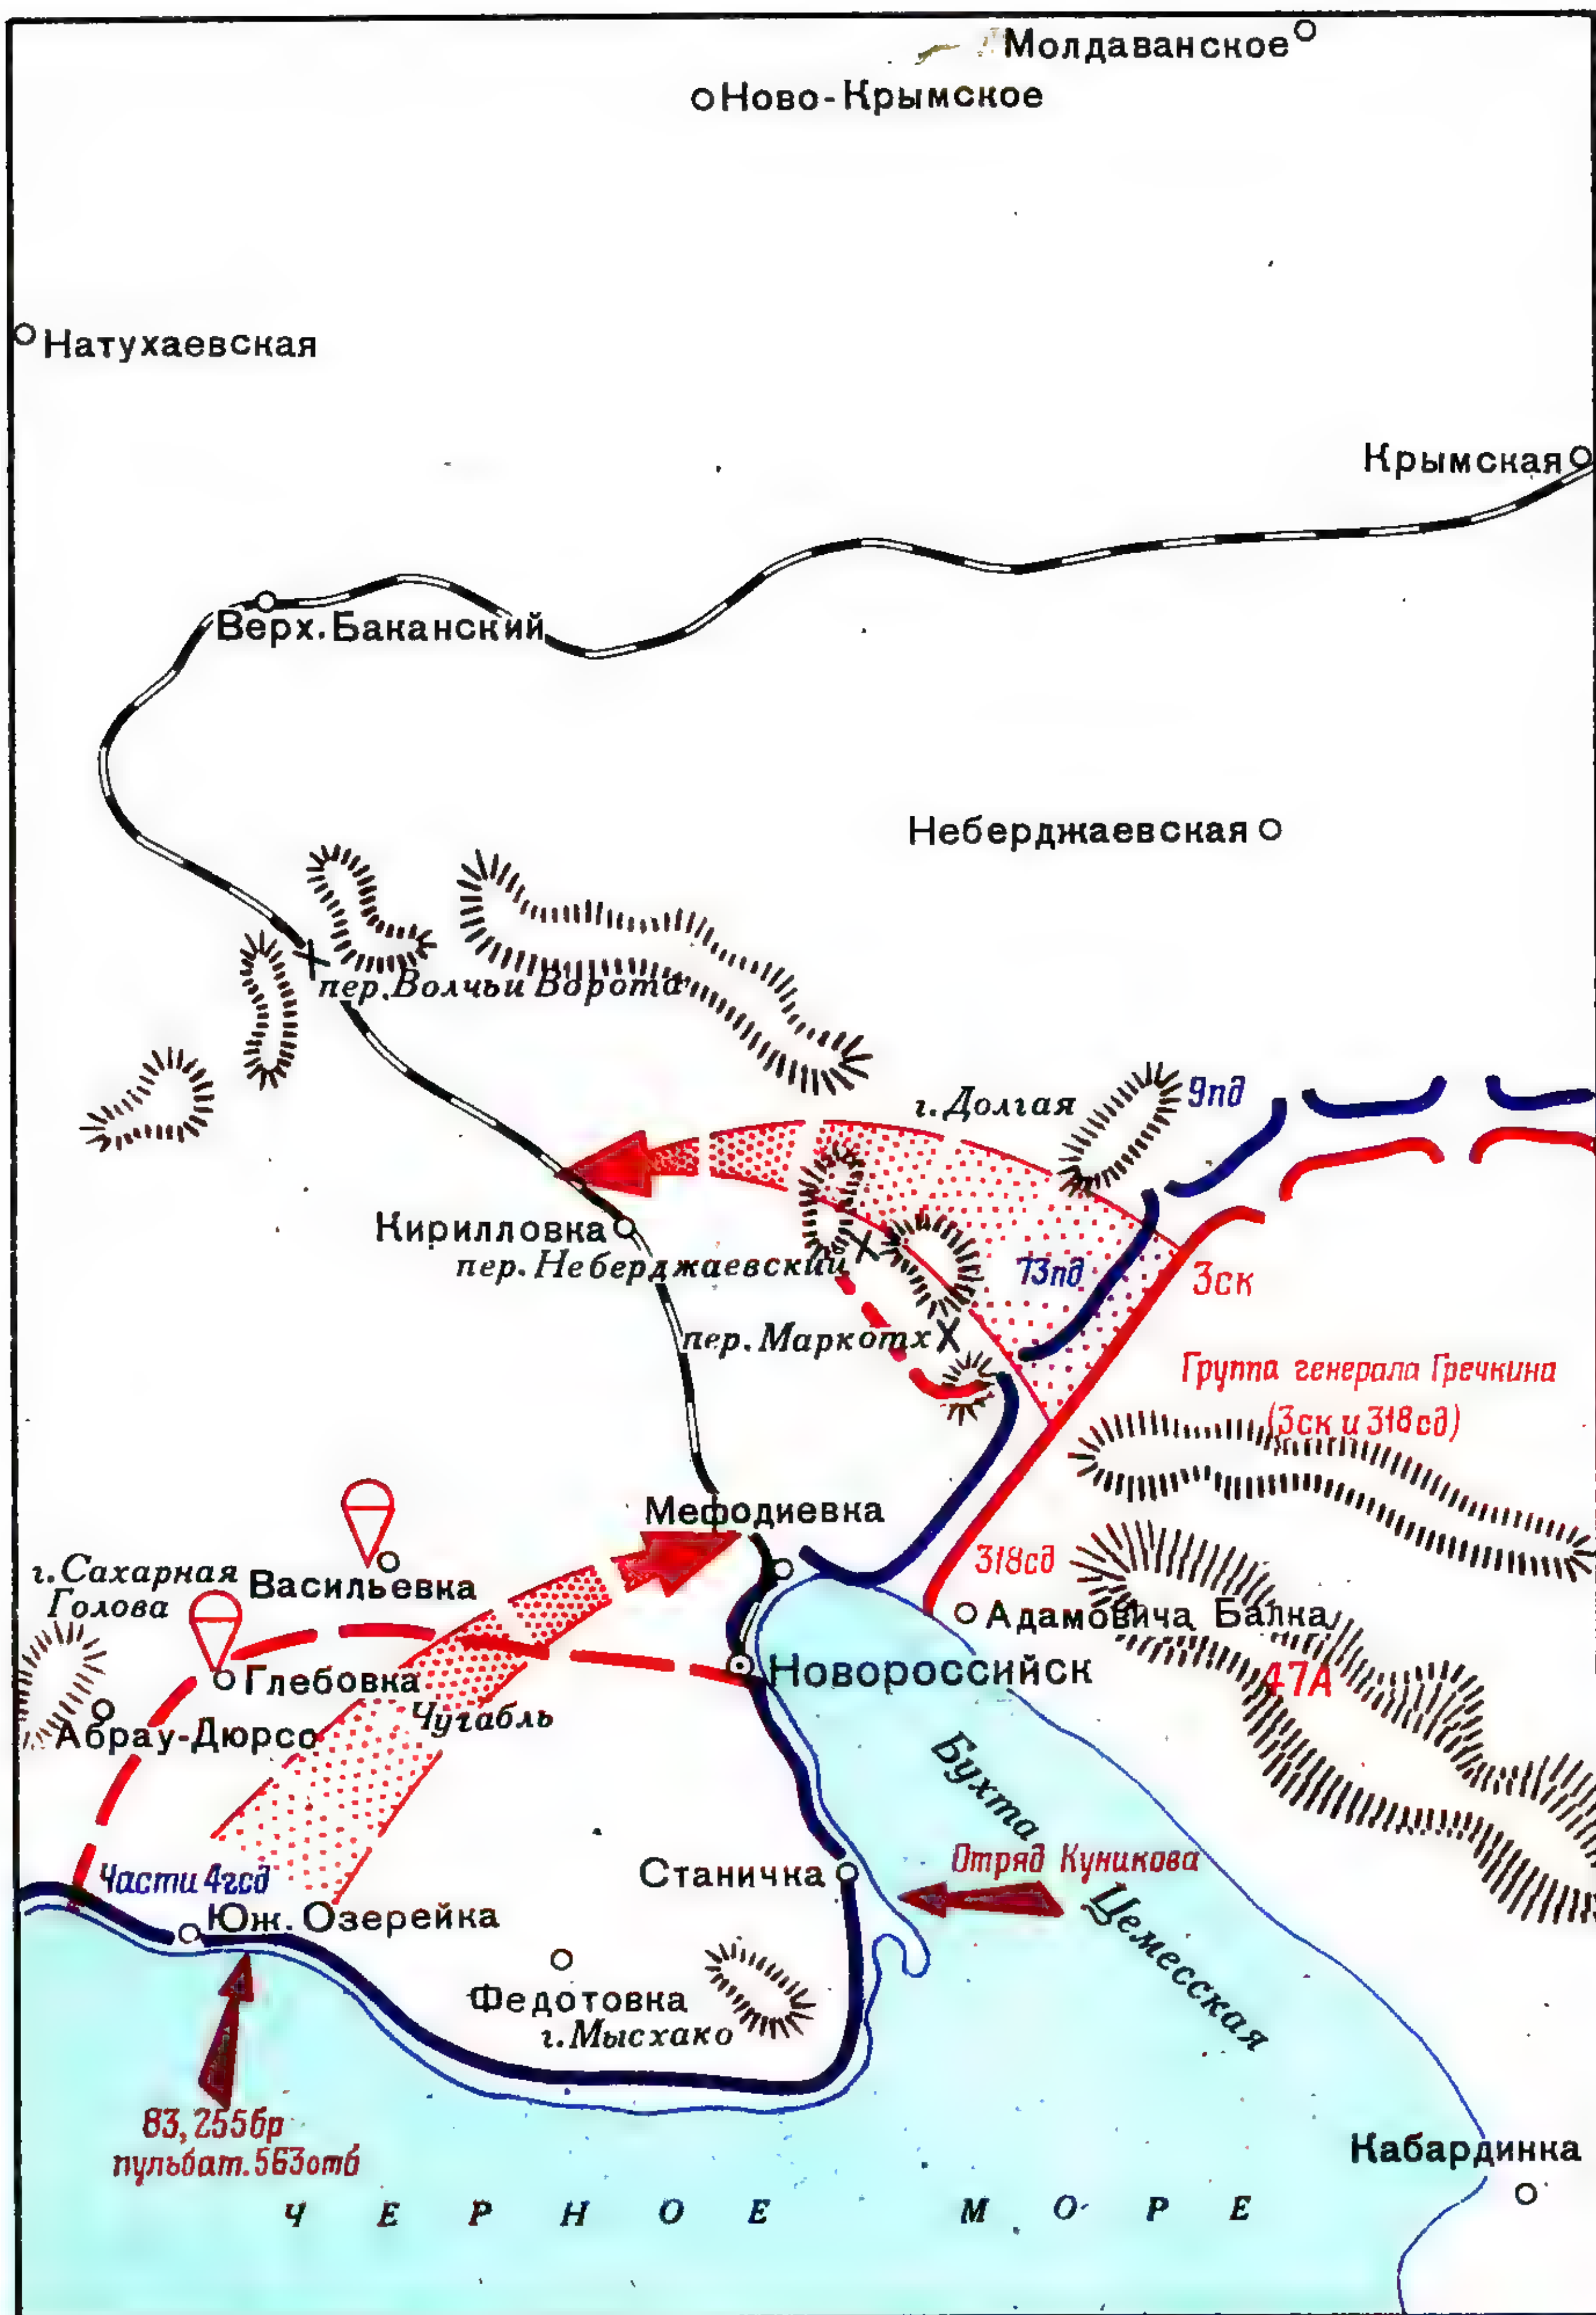 Молдаванское
Ново-Крымское
Натухаевская
Крымская
Верх.Баканский
Неберджаевская
пер.Волчьи Ворота
г.Долгая
9пд
Кирилловка
пер.Неберджаевский
73пд
3ск
пер.Маркотх
Группа генерала Гречкина
(3ск и 318сд)
Мефодиевка
318сд
г.Сахарная
Голова
Васильевка
Адамовича Балка
Глебовка
Новороссийск
47А
Чугабль
Абрау-Дюрсо
Бухта
Цемесская
Отряд Куникова
Станичка
Части 4гсд
Юж. Озерейка
Федотовка
г.Мысхако
83,255бр
пульбат.563отб
Кабардинка
ЧЕРНОЕ МОРЕ